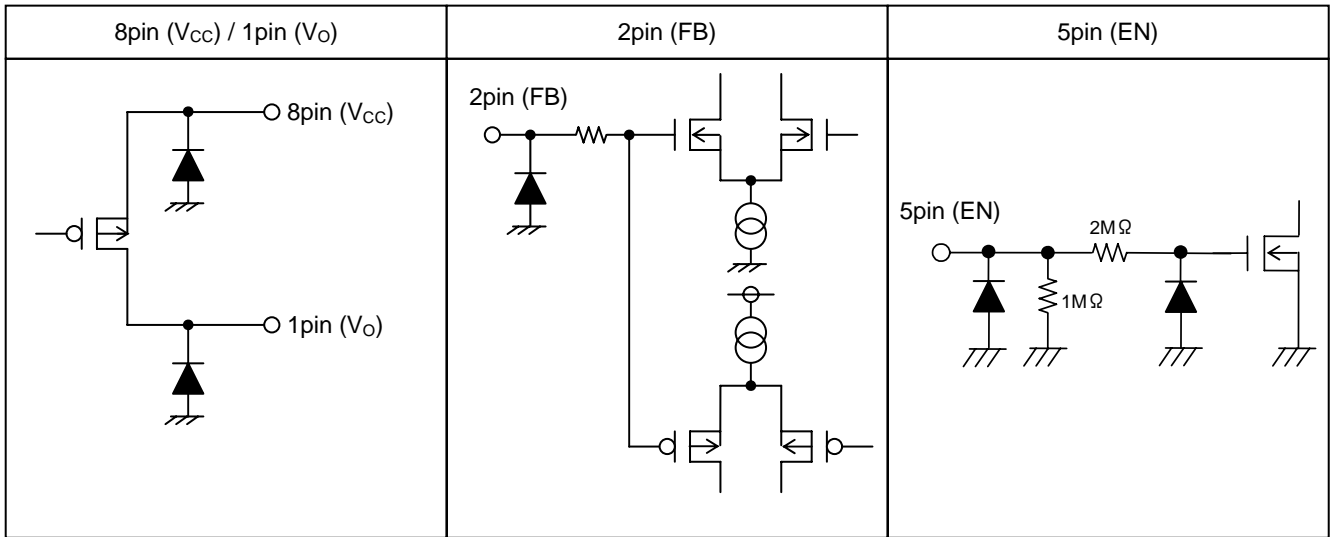 8pin (VCC) / 1pin (VO)
2pin (FB)
5pin (EN)
8pin (VCC)
1pin (VO)
2pin (FB)
5pin (EN)
2MΩ
1MΩ